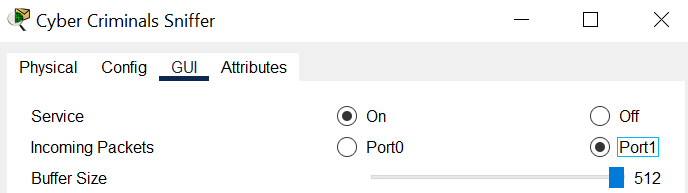 Cyber Criminals Sniffer
Physical Config GUI Attributes
Service On Off
Incoming Packets Port0 Port1
Buffer Size 512